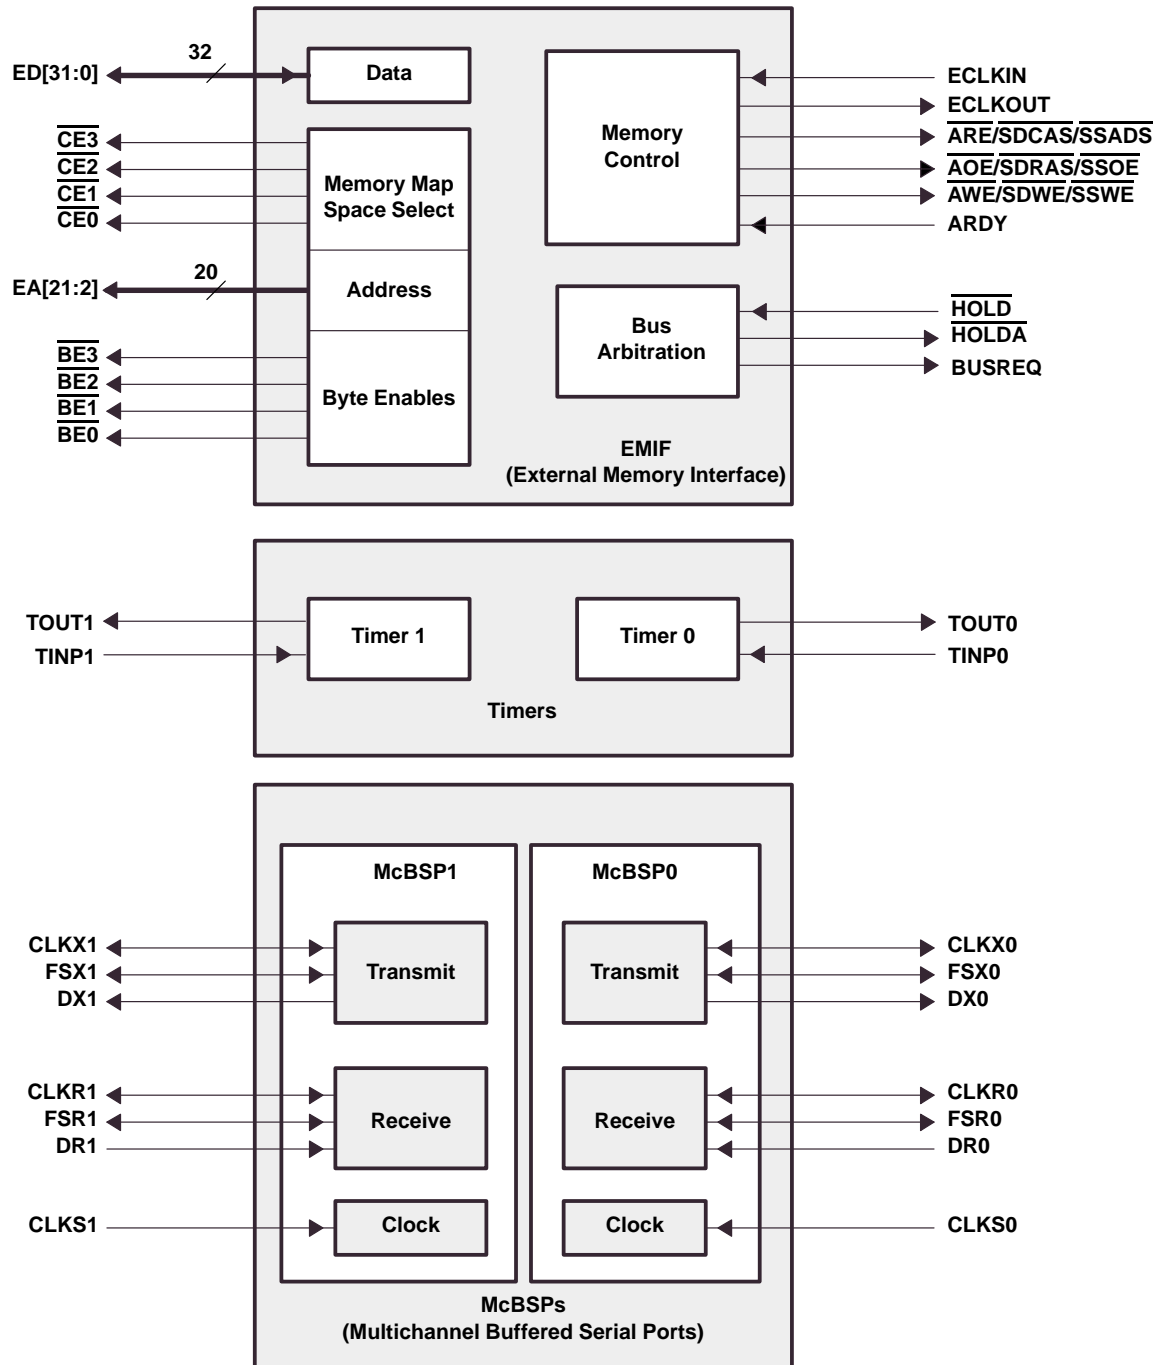 32
ED[31:0]
Data
CE3
CE2
CE1
CE0
Memory Map
Space Select
20
EA[21:2]
Address
BE3
BE2
BE1
BE0
Byte Enables
Memory
Control
ECLKIN
ECLKOUT
ARE/SDCAS/SSADS
AOE/SDRAS/SSOE
AWE/SDWE/SSWE
ARDY
Bus
Arbitration
HOLD
HOLDA
BUSREQ
EMIF
(External Memory Interface)
TOUT1
TINP1
Timer 1
Timer 0
TOUT0
TINP0
Timers
McBSP1
McBSP0
CLKX1
FSX1
DX1
Transmit
Transmit
CLKX0
FSX0
DX0
CLKR1
FSR1
DR1
Receive
Receive
CLKR0
FSR0
DR0
CLKS1
Clock
Clock
CLKS0
McBSPs
(Multichannel Buffered Serial Ports)